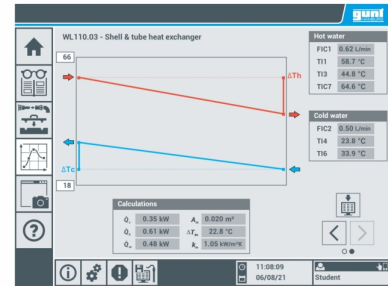 gunt
WL110.03 - Shell & tube heat exchanger
66
ΔTh
ΔTc
18
Hot water
FIC1 0.62 L/min
TI1 58.7 °C
TI3 44.8 °C
TIC7 64.6 °C
Cold water
FIC2 0.50 L/min
TI4 23.8 °C
TI6 33.9 °C
Calculations
Q̇c 0.35 kW Am 0.020 m²
Q̇h 0.61 kW ΔTm 22.8 °C
Q̇m 0.48 kW km 1.05 kW/m²K
11:08:09
06/08/21
Student